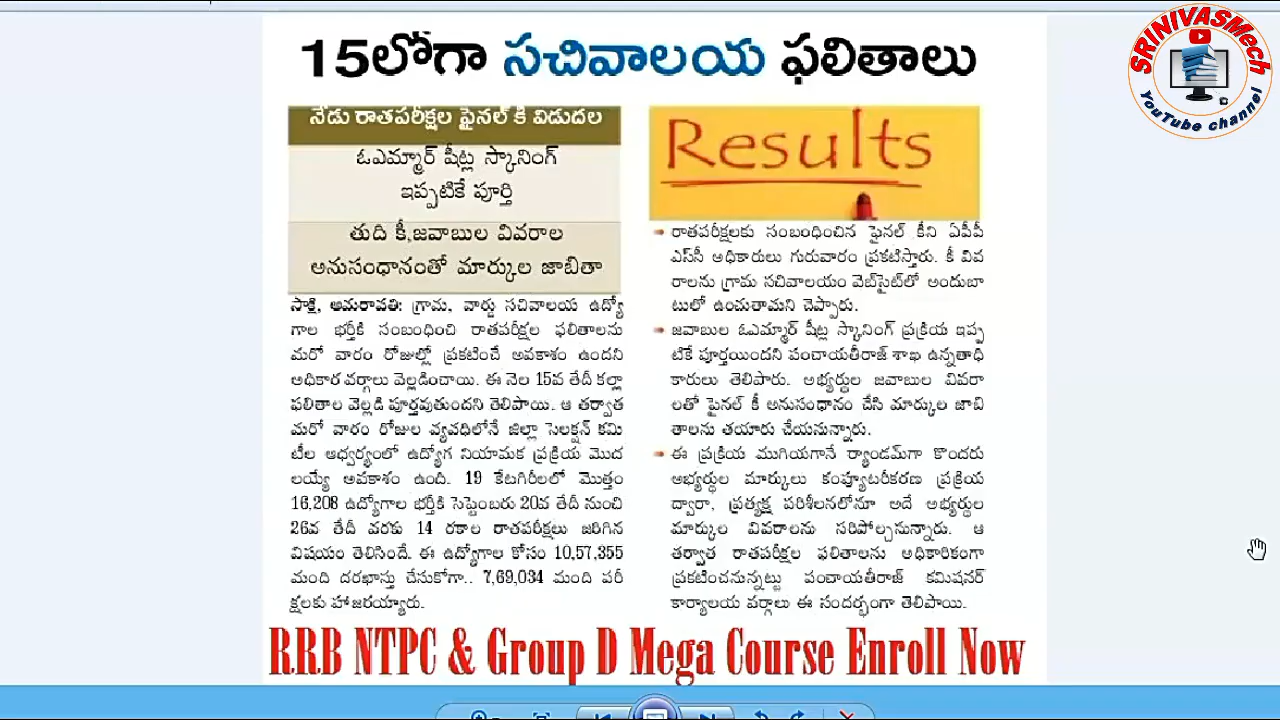 15లోగా సచివాలయ ఫలితాలు
SRINIVASMech
YouTube channel
నేడు రాతపరీక్షల ఫైనల్ కీ విడుదల
ఓఎమ్మార్ షీట్ల స్కానింగ్
ఇప్పటికే పూర్తి
తుది కీ,జవాబుల వివరాల
అనుసంధానంతో మార్కుల జాబితా
సాక్షి, అమరావతి: గ్రామ, వార్డు సచివాలయ ఉద్యో
గాల భర్తీకి సంబంధించి రాతపరీక్షల ఫలితాలను
మరో వారం రోజుల్లో ప్రకటించే అవకాశం ఉందని
అధికార వర్గాలు వెల్లడించాయి. ఈ నెల 15వ తేదీ కల్లా
ఫలితాల వెల్లడి పూర్తవుతుందని తెలిపాయి. ఆ తర్వాత
మరో వారం రోజుల వ్యవధిలోనే జిల్లా సెలక్షన్ కమి
టీల ఆధ్వర్యంలో ఉద్యోగ నియామక ప్రక్రియ మొద
లయ్యే అవకాశం ఉంది. 19 కేటగిరీలలో మొత్తం
16,208 ఉద్యోగాల భర్తీకి సెప్టెంబరు 20వ తేదీ నుంచి
26వ తేదీ వరకు 14 రకాల రాతపరీక్షలు జరిగిన
విషయం తెలిసిందే. ఈ ఉద్యోగాల కోసం 10,57,355
మంది దరఖాస్తు చేసుకోగా.. 7,69,034 మంది పరీ
క్షలకు హాజరయ్యారు.
Results
రాతపరీక్షలకు సంబంధించిన ఫైనల్ కీని ఏపీపీ
ఎస్‌సీ అధికారులు గురువారం ప్రకటిస్తారు. కీ వివ
రాలను గ్రామ సచివాలయం వెబ్‌సైట్‌లో అందుబా
టులో ఉంచుతామని చెప్పారు.
జవాబుల ఓఎమ్మార్ షీట్ల స్కానింగ్ ప్రక్రియ ఇప్ప
టికే పూర్తయిందని పంచాయతీరాజ్ శాఖ ఉన్నతాధి
కారులు తెలిపారు. అభ్యర్థుల జవాబుల వివరా
లతో ఫైనల్ కీ అనుసంధానం చేసి మార్కుల జాబి
తాలను తయారు చేయనున్నారు.
ఈ ప్రక్రియ ముగియగానే ర్యాండమ్‌గా కొందరు
అభ్యర్థుల మార్కులు కంప్యూటరీకరణ ప్రక్రియ
ద్వారా, ప్రత్యక్ష పరిశీలనలోనూ అదే అభ్యర్థుల
మార్కుల వివరాలను సరిపోల్చనున్నారు. ఆ
తర్వాత రాతపరీక్షల ఫలితాలను అధికారికంగా
ప్రకటించనున్నట్టు పంచాయతీరాజ్ కమిషనర్
కార్యాలయ వర్గాలు ఈ సందర్భంగా తెలిపాయి.
RRB NTPC & Group D Mega Course Enroll Now